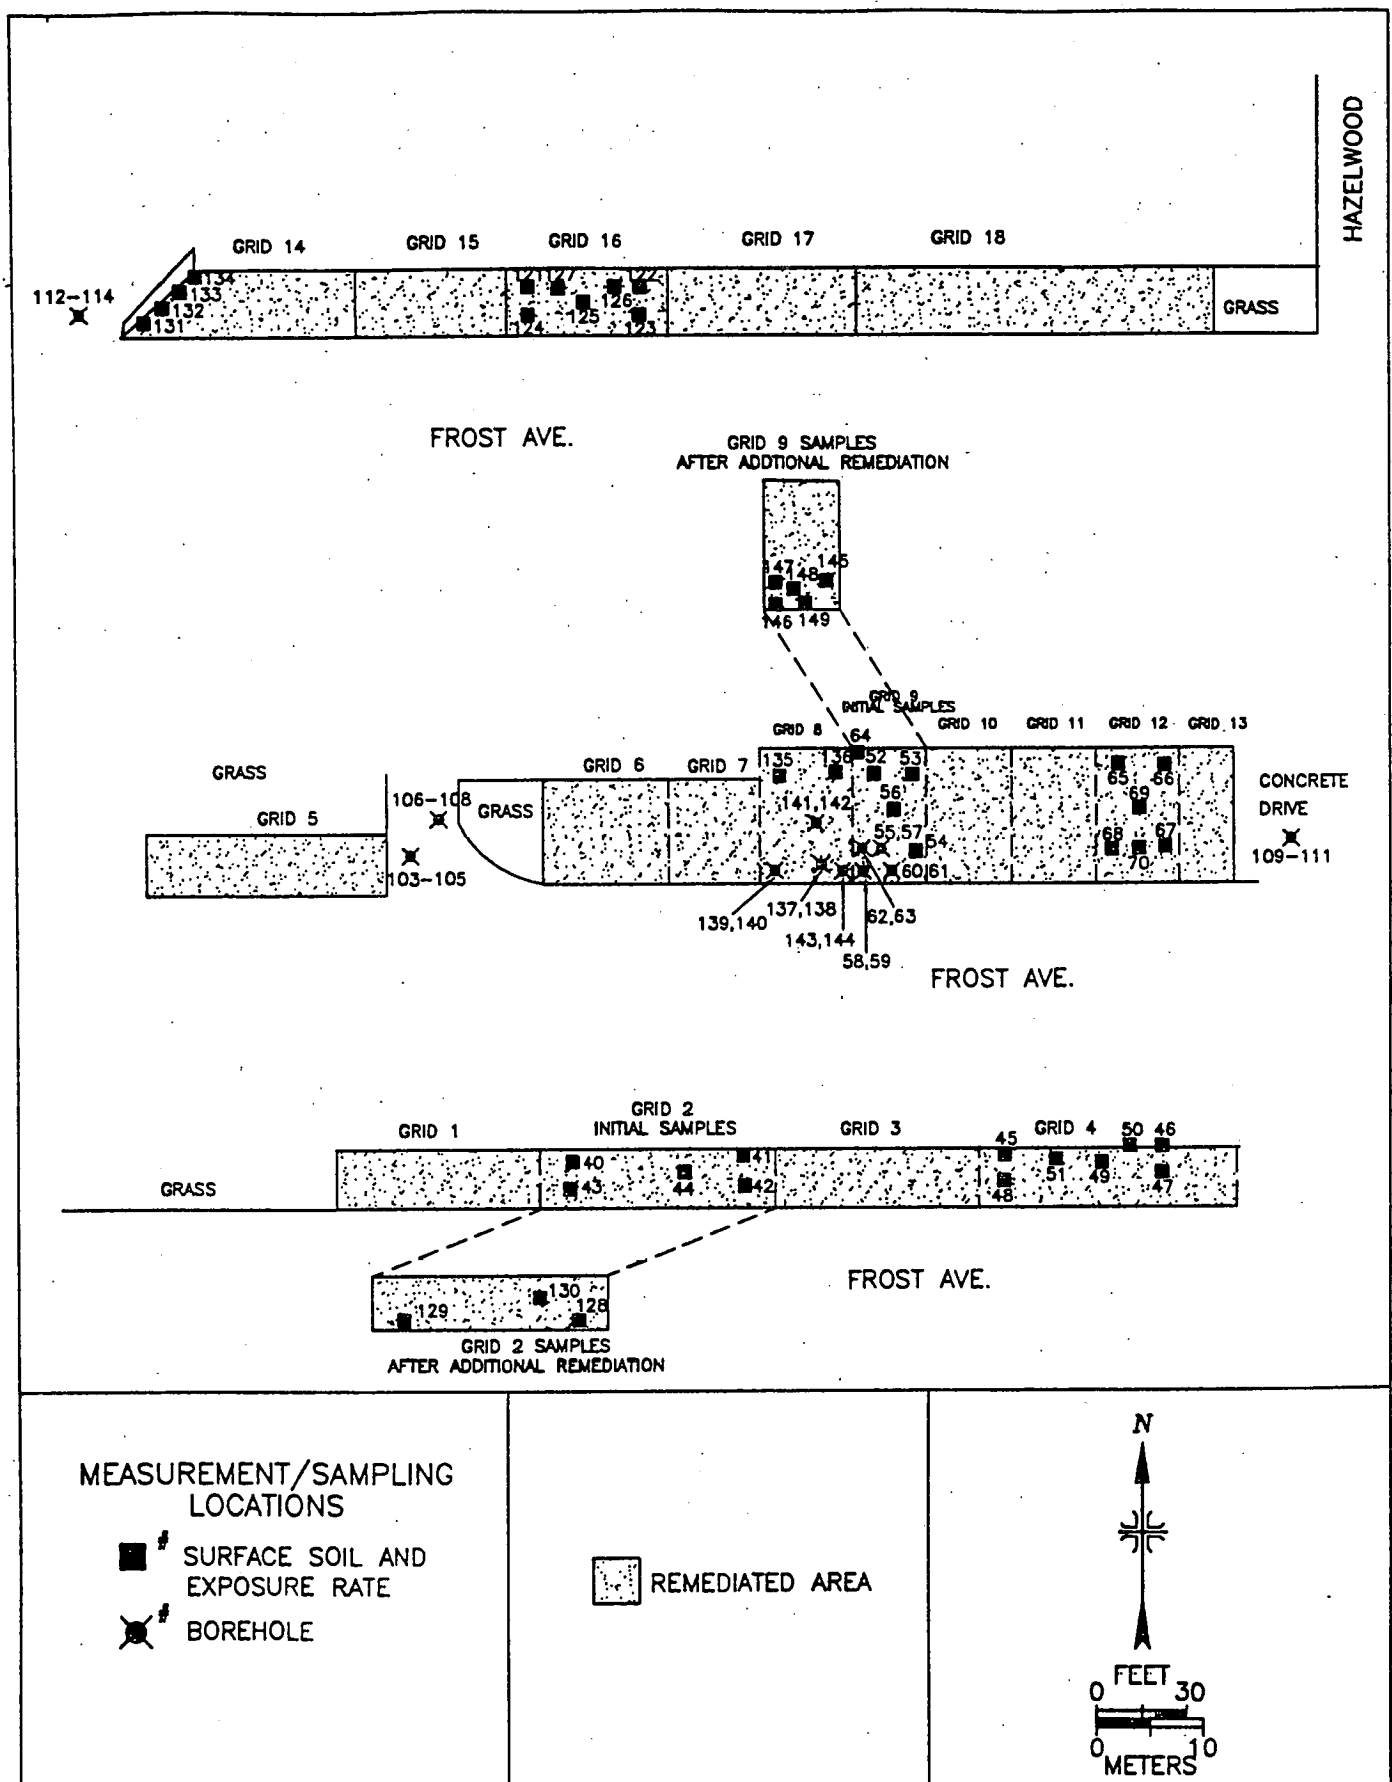 HAZELWOOD
GRID 14
GRID 15
GRID 16
GRID 17
GRID 18
112-114
134
133
132
131
121
127
122
126
125
124
123
GRASS
FROST AVE.
GRID 9 SAMPLES
AFTER ADDTIONAL REMEDIATION
147
148
145
146
149
GRID 9
INITIAL SAMPLES
GRID 8
GRID 10
GRID 11
GRID 12
GRID 13
64
GRASS
GRID 6
GRID 7
135
136
52
53
65
66
CONCRETE
DRIVE
106-108
GRASS
GRID 5
141,142
56
69
55,57
54
68
70
67
109-111
103-105
60,61
139,140
137,138
62,63
143,144
58,59
FROST AVE.
GRID 1
GRID 2
INITIAL SAMPLES
GRID 3
GRID 4
45
50
46
40
41
43
44
42
51
49
48
47
GRASS
FROST AVE.
129
130
128
GRID 2 SAMPLES
AFTER ADDITIONAL REMEDIATION
MEASUREMENT/SAMPLING
LOCATIONS
#
SURFACE SOIL AND
EXPOSURE RATE
#
BOREHOLE
REMEDIATED AREA
N
FEET
0 30
0 10
METERS